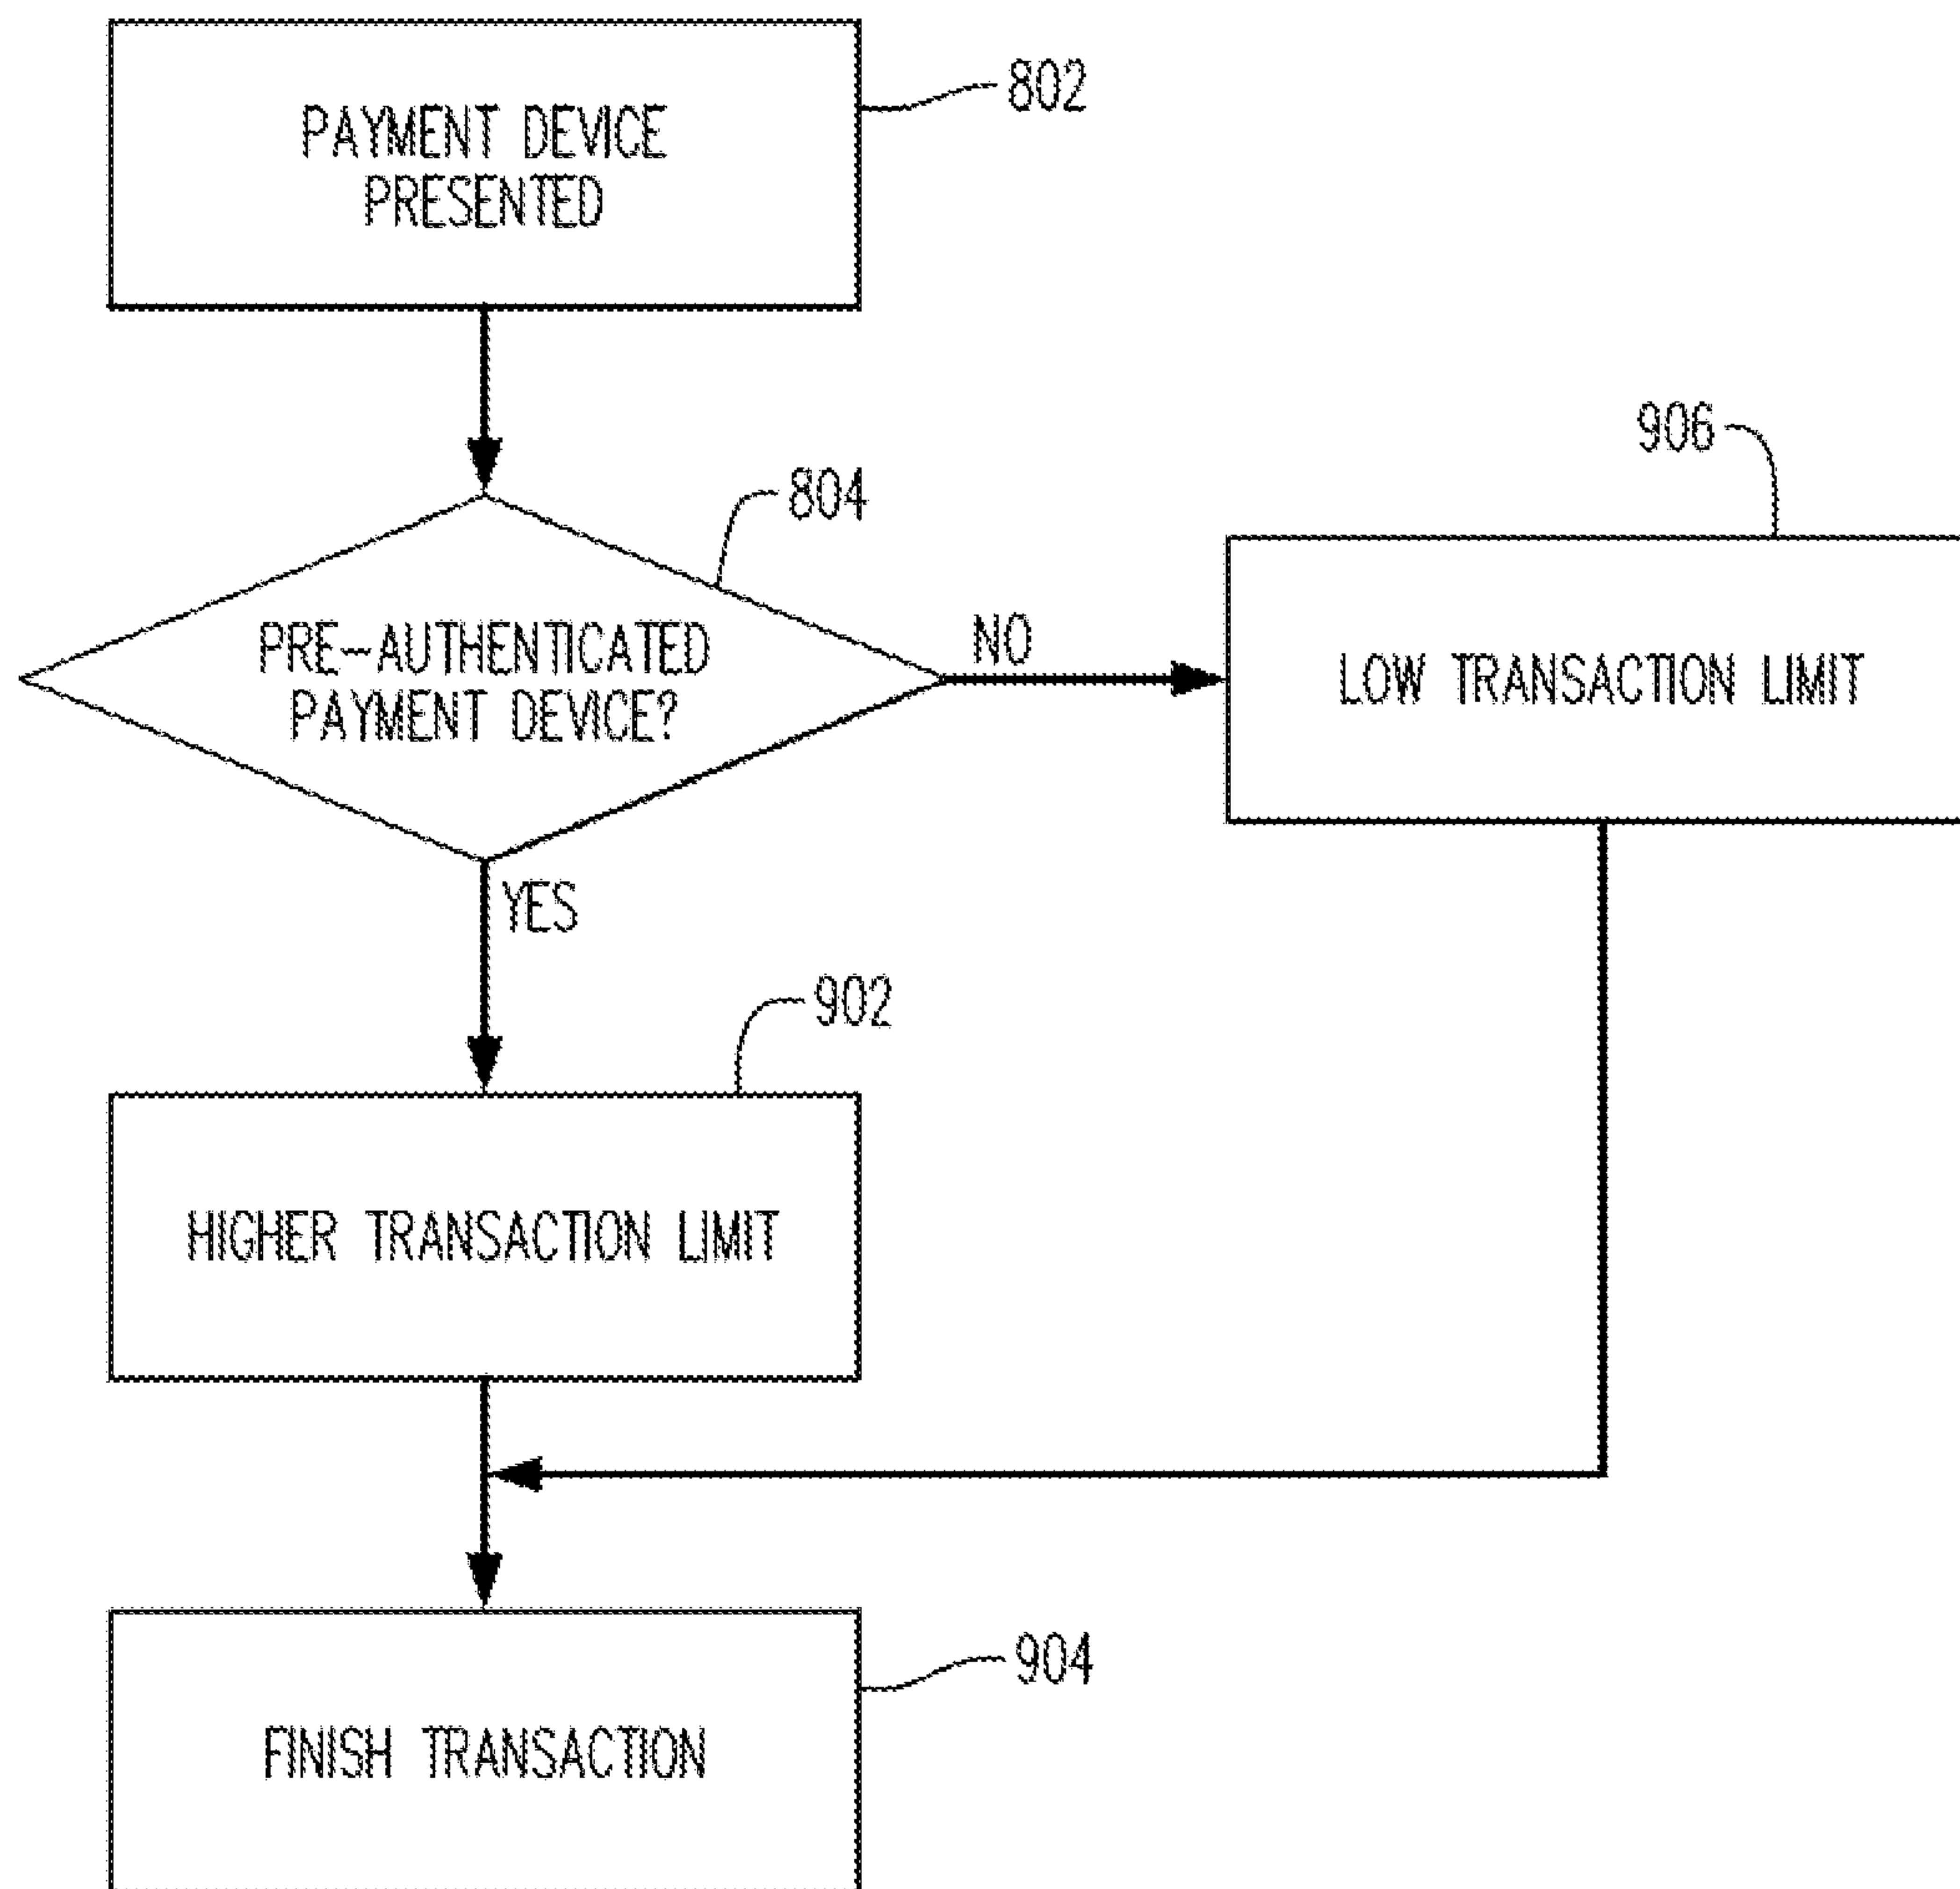 PAYMENT DEVICE
PRESENTED
802
804
PRE-AUTHENTICATED
PAYMENT DEVICE?
NO
906
LOW TRANSACTION LIMIT
YES
902
HIGHER TRANSACTION LIMIT
904
FINISH TRANSACTION